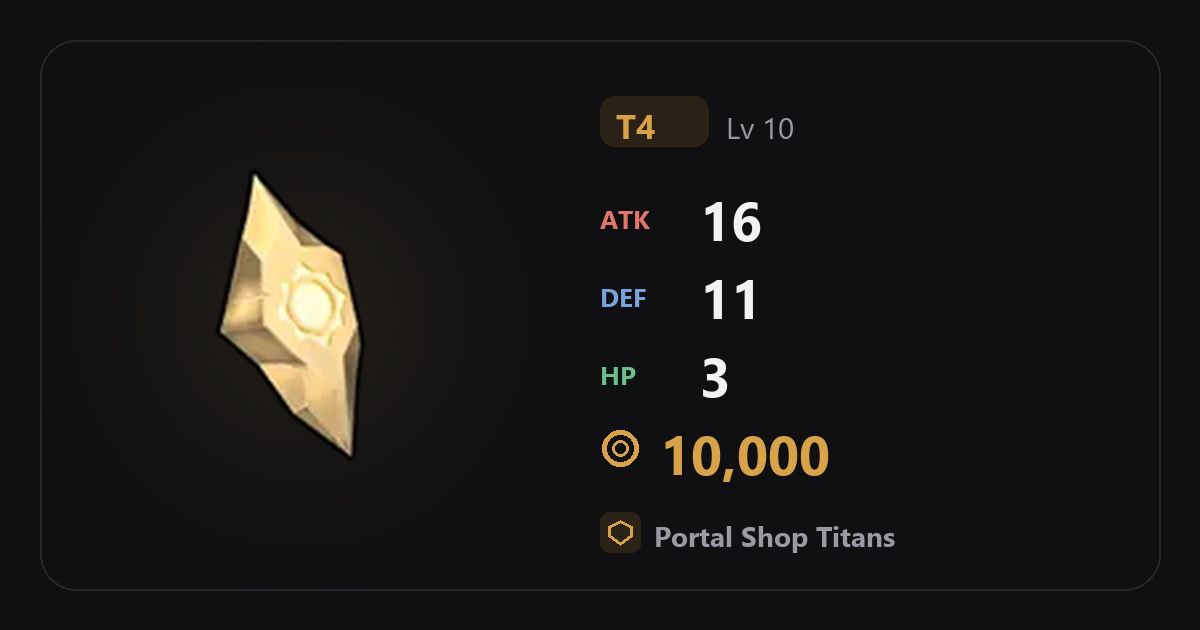 T4 Lv 10
ATK 16
DEF 11
HP 3
10,000
Portal Shop Titans